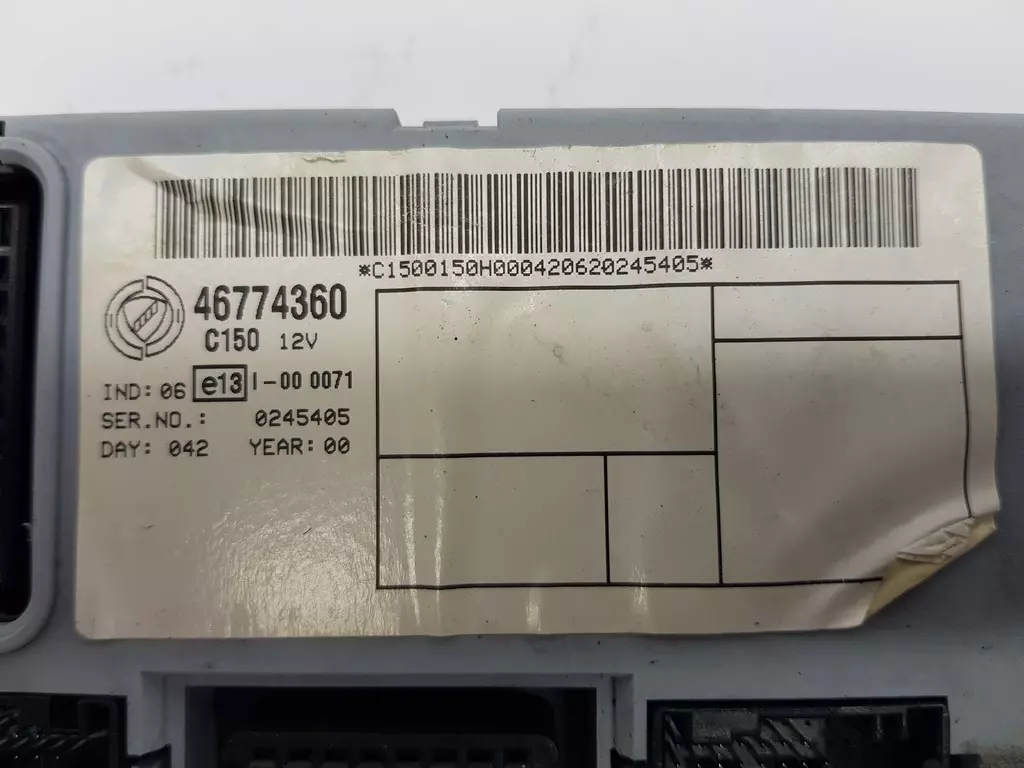 *C1500150H000420620245405*
46774360
C150 12V
IND: 06 e13 I-00 0071
SER.NO.: 0245405
DAY: 042 YEAR: 00